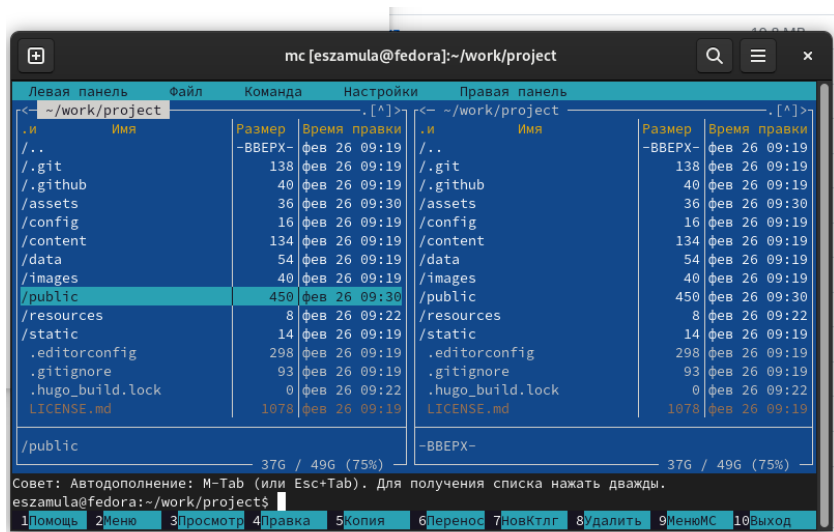 mc [eszamula@fedora]:~/work/project
Левая панель Файл Команда Настройки Правая панель
<─ ~/work/project ─.[^]>┐ <─ ~/work/project ─.[^]>┐
.и Имя Размер Время правки .и Имя Размер Время правки
/.. -ВВЕРХ- фев 26 09:19 /.. -ВВЕРХ- фев 26 09:19
/.git 138 фев 26 09:19 /.git 138 фев 26 09:19
/.github 40 фев 26 09:19 /.github 40 фев 26 09:19
/assets 36 фев 26 09:30 /assets 36 фев 26 09:30
/config 16 фев 26 09:19 /config 16 фев 26 09:19
/content 134 фев 26 09:19 /content 134 фев 26 09:19
/data 54 фев 26 09:19 /data 54 фев 26 09:19
/images 40 фев 26 09:19 /images 40 фев 26 09:19
/public 450 фев 26 09:30 /public 450 фев 26 09:30
/resources 8 фев 26 09:22 /resources 8 фев 26 09:22
/static 14 фев 26 09:19 /static 14 фев 26 09:19
.editorconfig 298 фев 26 09:19 .editorconfig 298 фев 26 09:19
.gitignore 93 фев 26 09:19 .gitignore 93 фев 26 09:19
.hugo_build.lock 0 фев 26 09:22 .hugo_build.lock 0 фев 26 09:22
LICENSE.md 1078 фев 26 09:19 LICENSE.md 1078 фев 26 09:19
/public -ВВЕРХ-
37G / 49G (75%) 37G / 49G (75%)
Совет: Автодополнение: M-Tab (или Esc+Tab). Для получения списка нажать дважды.
eszamula@fedora:~/work/project$
1Помощь 2Меню 3Просмотр 4Правка 5Копия 6Перенос 7НовКтлг 8Удалить 9МенюMC 10Выход